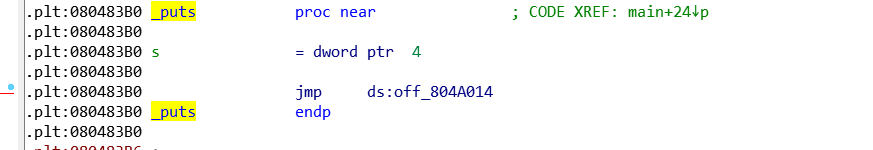 .plt:080483B0 _puts proc near ; CODE XREF: main+24↓p
.plt:080483B0
.plt:080483B0 s = dword ptr 4
.plt:080483B0
.plt:080483B0 jmp ds:off_804A014
.plt:080483B0 _puts endp
.plt:080483B0